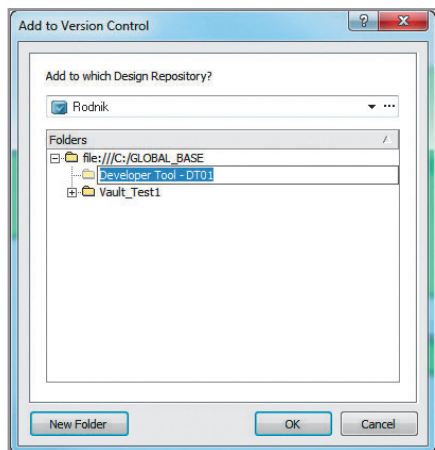 Add to Version Control
Add to which Design Repository?
Rodnik
Folders
file:///C:/GLOBAL_BASE
Developer Tool - DT01
Vault_Test1
New Folder
OK
Cancel